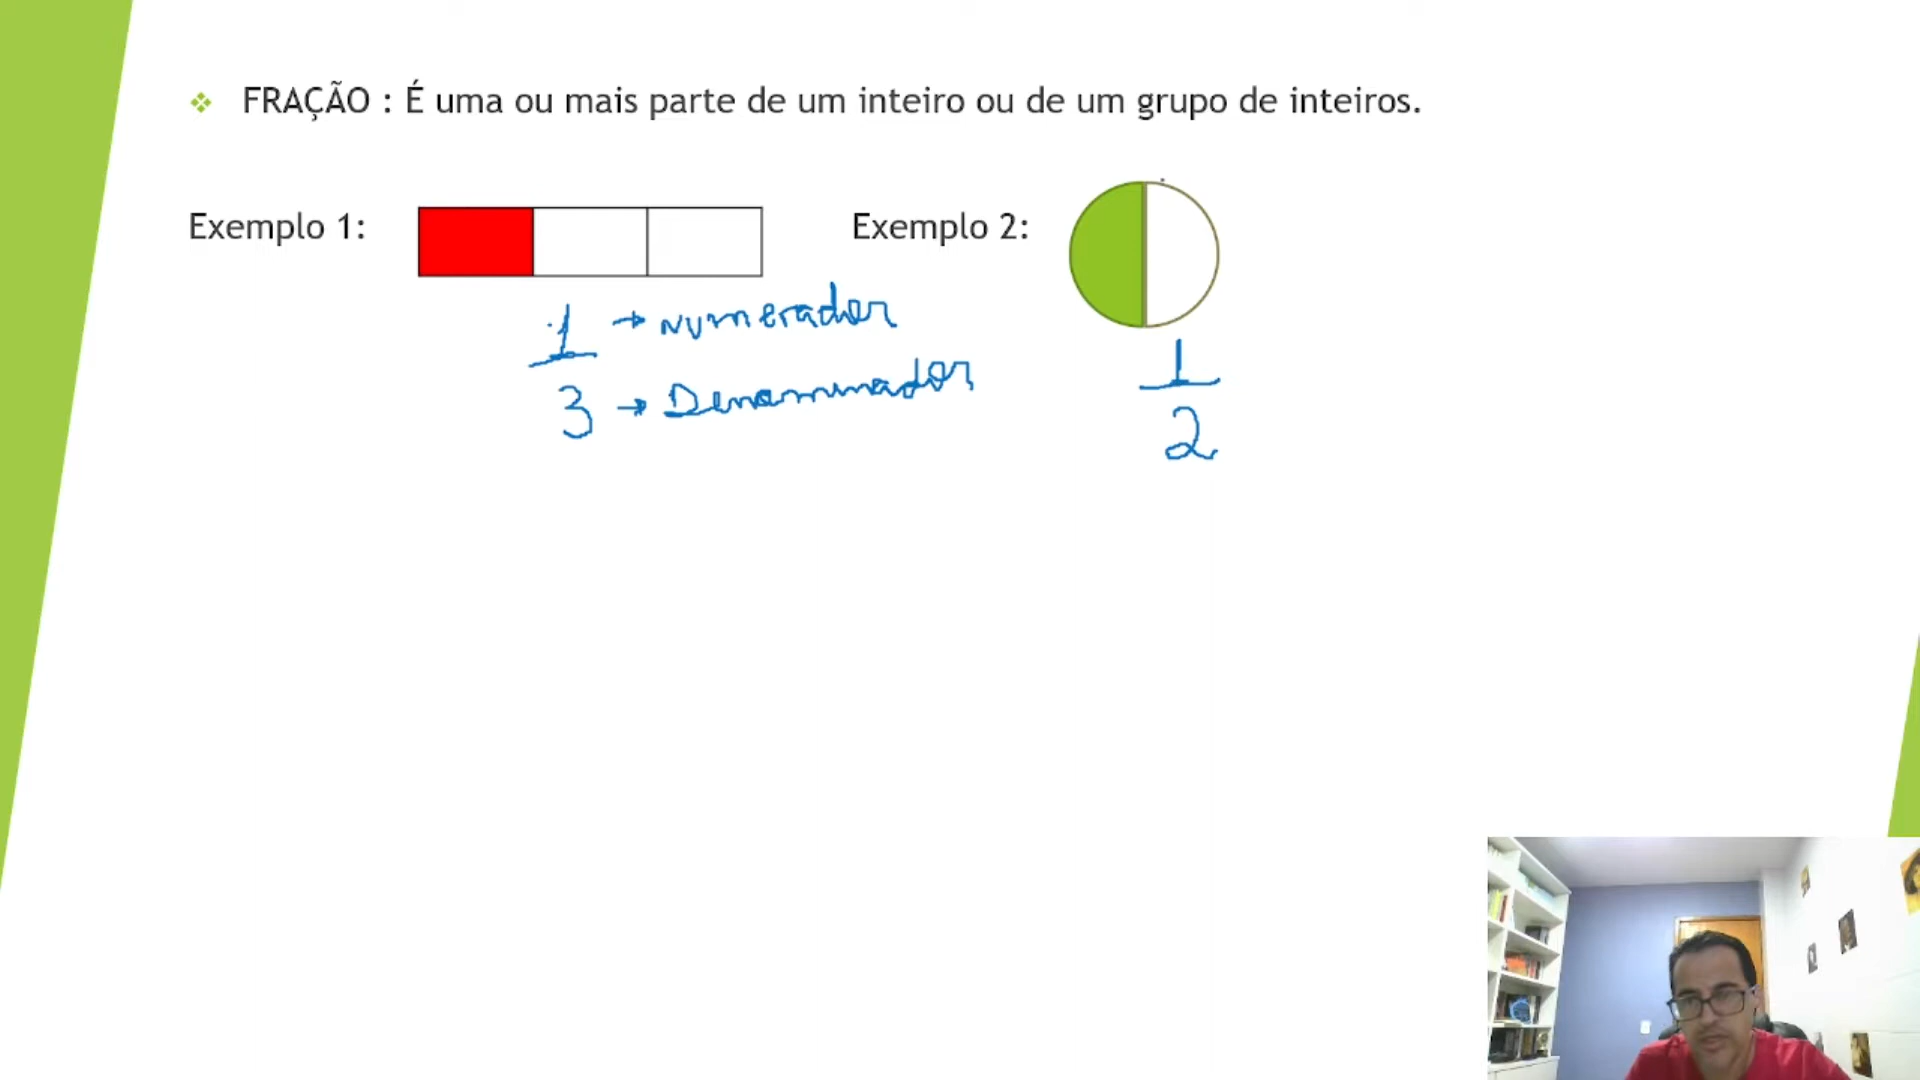 FRAÇÃO : É uma ou mais parte de um inteiro ou de um grupo de inteiros.
Exemplo 1:
Exemplo 2:
1 → Numerador
3 → Denominador
1
2